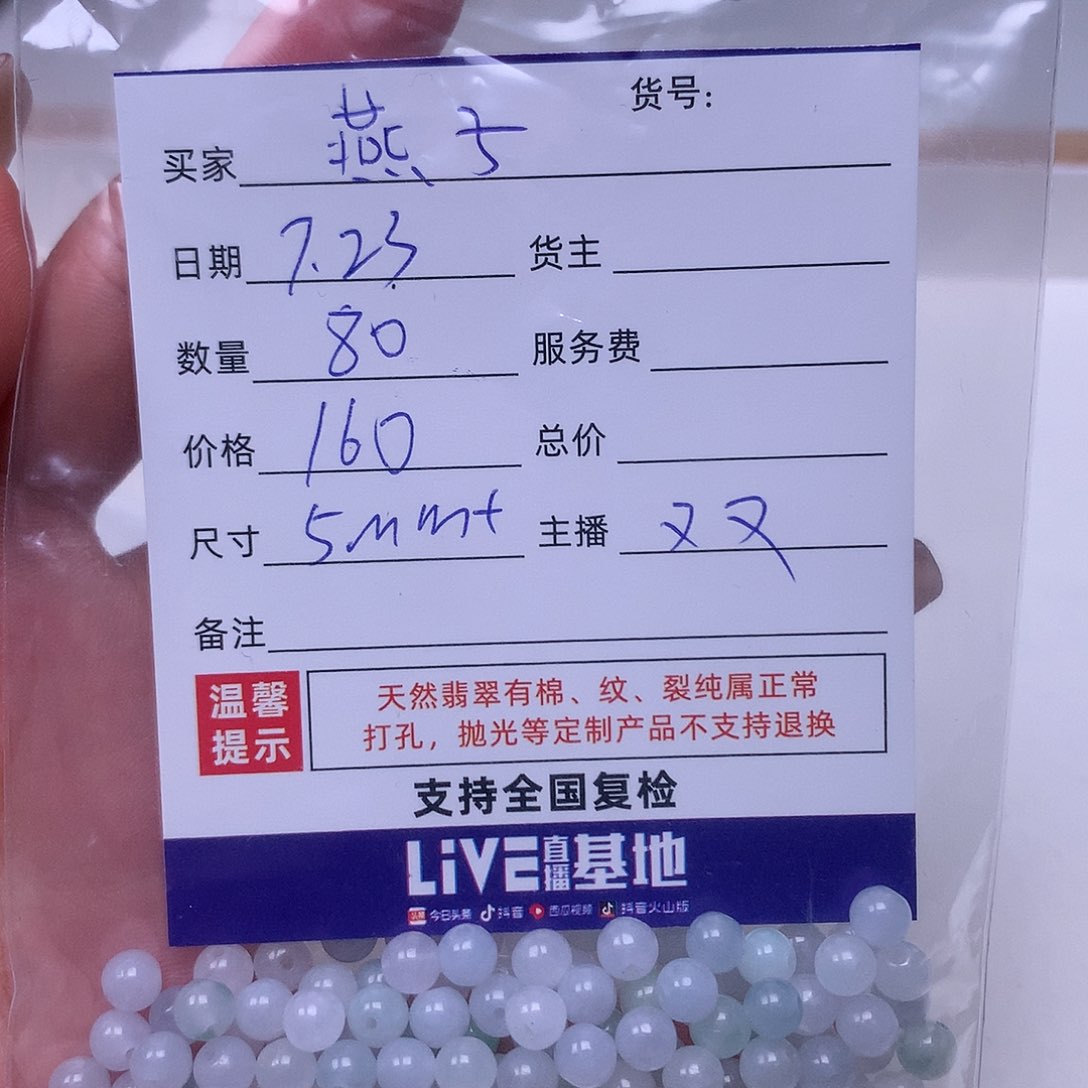 货号:
买家 燕子
日期 7.23 货主
数量 80 服务费
价格 160 总价
尺寸 5mm+ 主播 又又
备注
温馨提示
天然翡翠有棉、纹、裂纯属正常
打孔，抛光等定制产品不支持退换
支持全国复检
LiVE直播基地
头条 今日头条 抖音 西瓜视频 抖音火山版